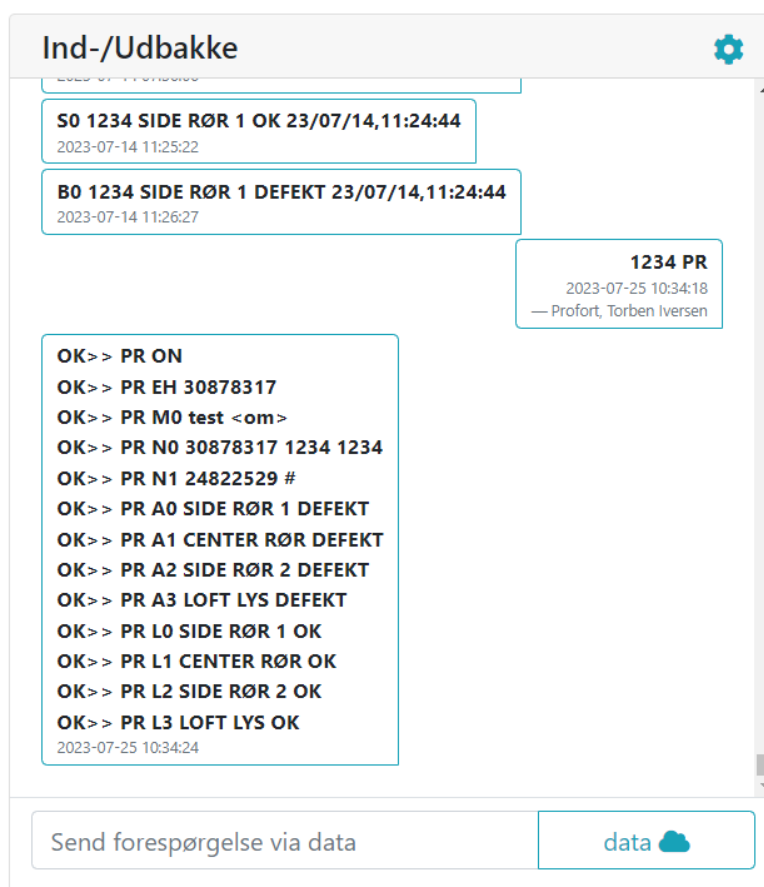 Ind-/Udbakke
S0 1234 SIDE RØR 1 OK 23/07/14,11:24:44
2023-07-14 11:25:22
B0 1234 SIDE RØR 1 DEFEKT 23/07/14,11:24:44
2023-07-14 11:26:27
1234 PR
2023-07-25 10:34:18
— Profort, Torben Iversen
OK>> PR ON
OK>> PR EH 30878317
OK>> PR M0 test <om>
OK>> PR N0 30878317 1234 1234
OK>> PR N1 24822529 #
OK>> PR A0 SIDE RØR 1 DEFEKT
OK>> PR A1 CENTER RØR DEFEKT
OK>> PR A2 SIDE RØR 2 DEFEKT
OK>> PR A3 LOFT LYS DEFEKT
OK>> PR L0 SIDE RØR 1 OK
OK>> PR L1 CENTER RØR OK
OK>> PR L2 SIDE RØR 2 OK
OK>> PR L3 LOFT LYS OK
2023-07-25 10:34:24
Send forespørgelse via data
data